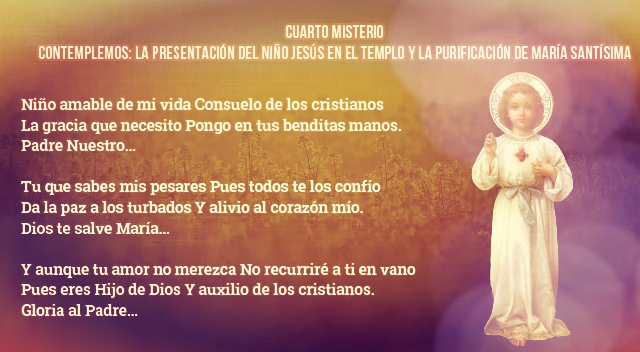 CUARTO MISTERIO
CONTEMPLEMOS: LA PRESENTACIÓN DEL NIÑO JESÚS EN EL TEMPLO Y LA PURIFICACIÓN DE MARÍA SANTÍSIMA
Niño amable de mi vida Consuelo de los cristianos
La gracia que necesito Pongo en tus benditas manos.
Padre Nuestro...
Tu que sabes mis pesares Pues todos te los confío
Da la paz a los turbados Y alivio al corazón mío.
Dios te salve María...
Y aunque tu amor no merezca No recurriré a ti en vano
Pues eres Hijo de Dios Y auxilio de los cristianos.
Gloria al Padre...